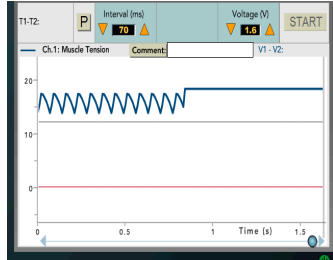 Interval (ms)
Voltage (V)
T1-T2:
P
70
1.6
START
Ch.1: Muscle Tension
Comment:
V1 - V2:
20
10
0
0
0.5
1
Time (s)
1.5